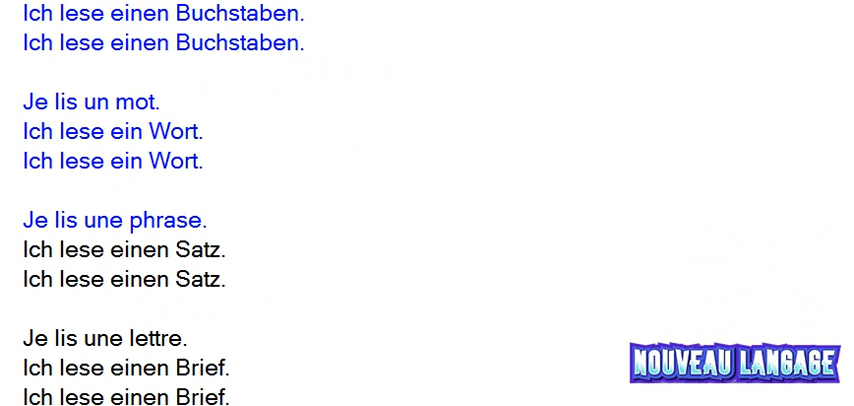 Ich lese einen Buchstaben.
Ich lese einen Buchstaben.
Je lis un mot.
Ich lese ein Wort.
Ich lese ein Wort.
Je lis une phrase.
Ich lese einen Satz.
Ich lese einen Satz.
Je lis une lettre.
Ich lese einen Brief.
Ich lese einen Brief.
NOUVEAU LANGAGE